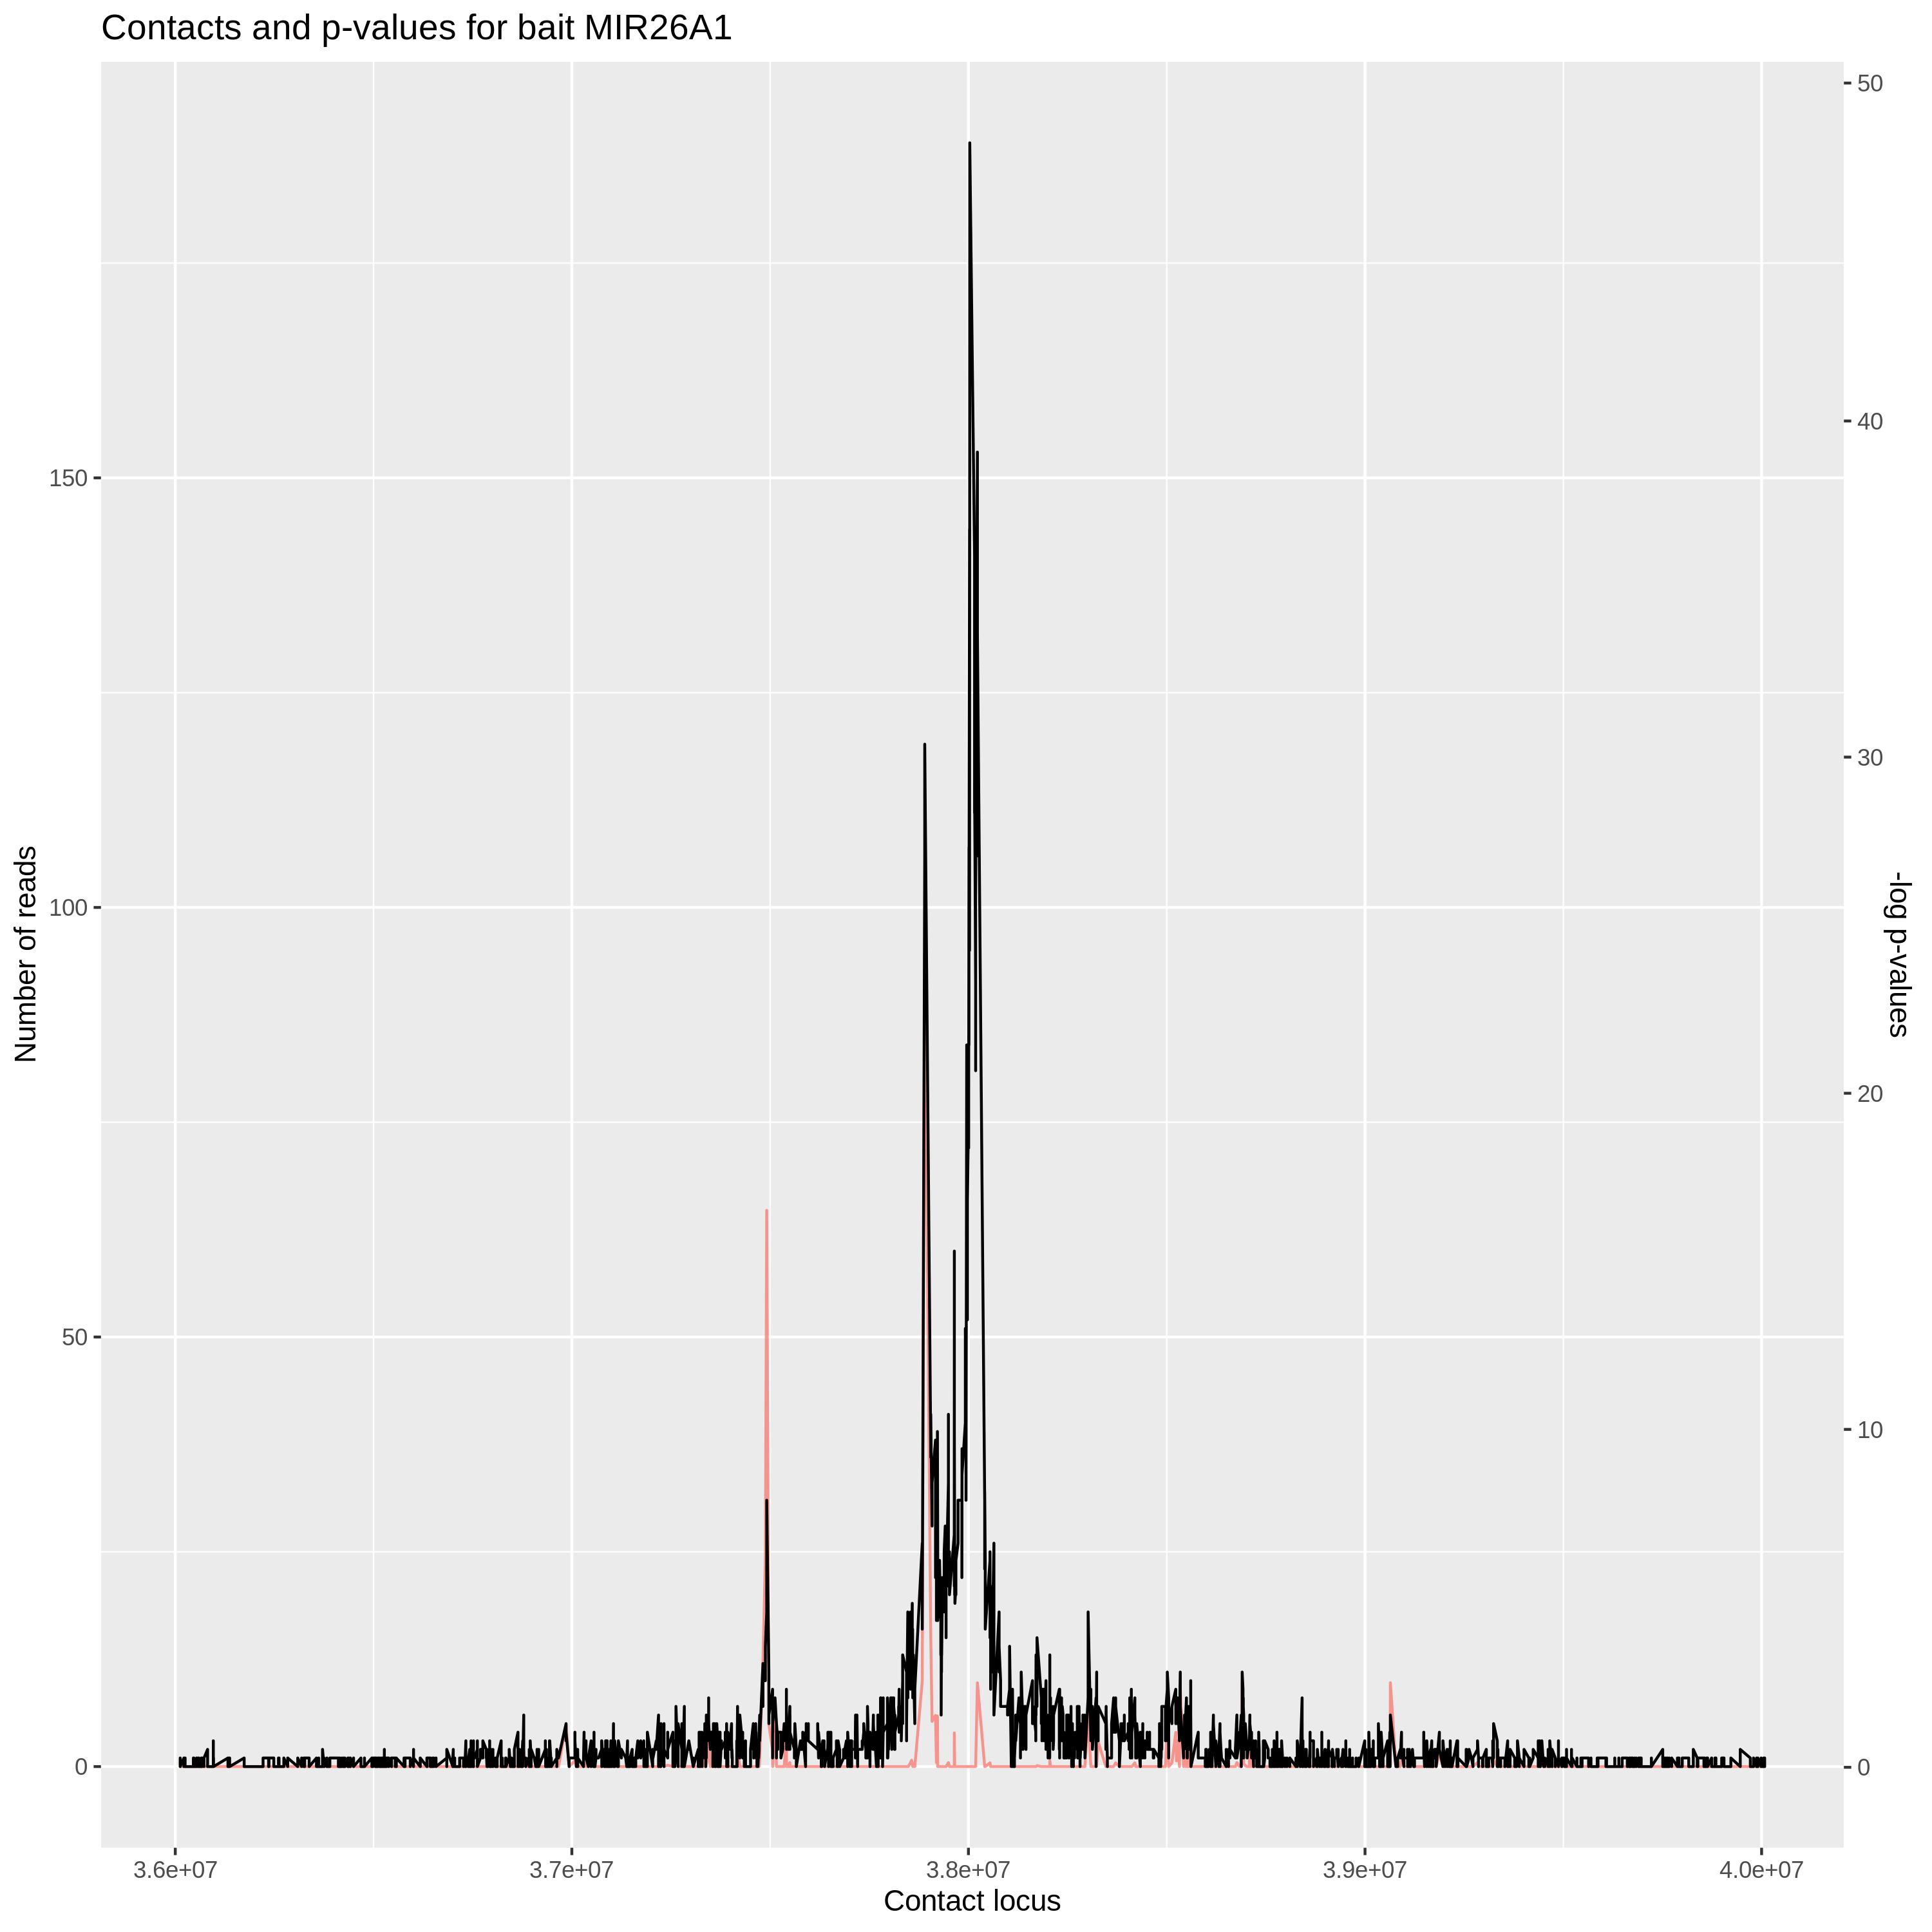 Contacts and p-values for bait MIR26A1
Number of reads
150
100
50
0
50
40
30
20
10
0
-log p-values
3.6e+07
3.7e+07
3.8e+07
3.9e+07
4.0e+07
Contact locus